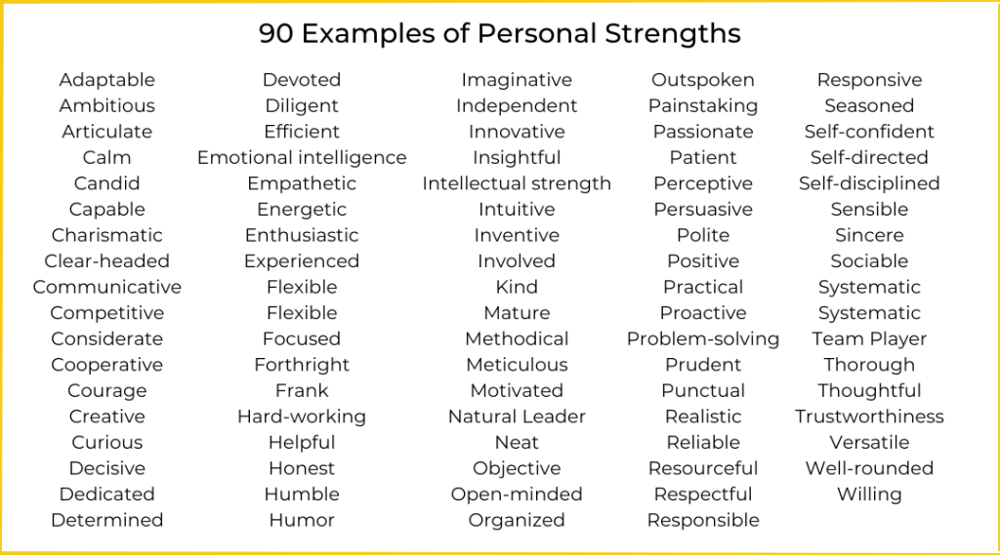 90 Examples of Personal Strengths
Adaptable
Ambitious
Articulate
Calm
Candid
Capable
Charismatic
Clear-headed
Communicative
Competitive
Considerate
Cooperative
Courage
Creative
Curious
Decisive
Dedicated
Determined
Devoted
Diligent
Efficient
Emotional intelligence
Empathetic
Energetic
Enthusiastic
Experienced
Flexible
Flexible
Focused
Forthright
Frank
Hard-working
Helpful
Honest
Humble
Humor
Imaginative
Independent
Innovative
Insightful
Intellectual strength
Intuitive
Inventive
Involved
Kind
Mature
Methodical
Meticulous
Motivated
Natural Leader
Neat
Objective
Open-minded
Organized
Outspoken
Painstaking
Passionate
Patient
Perceptive
Persuasive
Polite
Positive
Practical
Proactive
Problem-solving
Prudent
Punctual
Realistic
Reliable
Resourceful
Respectful
Responsible
Responsive
Seasoned
Self-confident
Self-directed
Self-disciplined
Sensible
Sincere
Sociable
Systematic
Systematic
Team Player
Thorough
Thoughtful
Trustworthiness
Versatile
Well-rounded
Willing